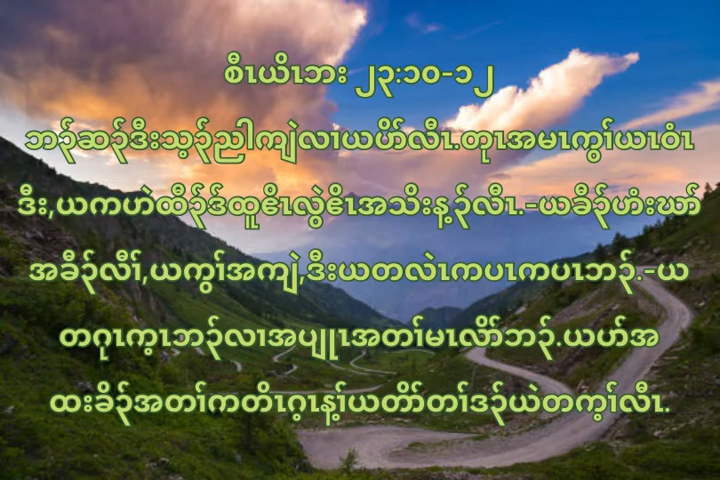 စီၤယိၤဘး ၂၃:၁၀-၁၂
ဘၣ်ဆၣ်ဒီးသ့ၣ်ညါကျဲလၢယဟိာ်လီၤ.တုၤအမၤကွၢ်ယၤဝံၤ
ဒီး,ယကဟဲထီၣ်ဒ်ထူဧိၤလွဲဧိၤအသိးန့ၣ်လီၤ.-ယခီၣ်ဟံးဃာ်
အခီၣ်လီၢ်,ယကွၢ်အကျဲ,ဒီးယတလဲၤကပၤကပၤဘၣ်.-ယ
တဂုၤက့ၤဘၣ်လၢအပျုၤအတၢ်မၤလိာ်ဘၣ်.ယဟ်အ
ထးခိၣ်အတၢ်ကတိၤဂ့ၤန့ၢ်ယတိာ်တၢ်ဒၣ်ယဲတက့ၢ်လီၤ.